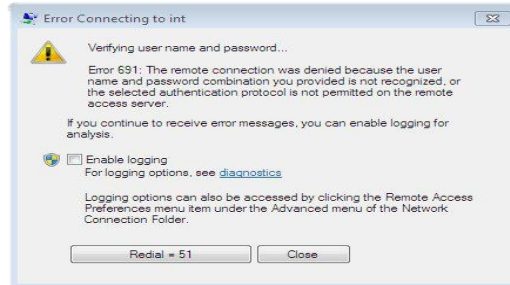 Error Connecting to int
Verifying user name and password...
Error 691: The remote connection was denied because the user
name and password combination you provided is not recognized, or
the selected authentication protocol is not permitted on the remote
access server.
If you continue to receive error messages, you can enable logging for
analysis.
Enable logging
For logging options, see diagnostics
Logging options can also be accessed by clicking the Remote Access
Preferences menu item under the Advanced menu of the Network
Connection Folder.
Redial = 51
Close